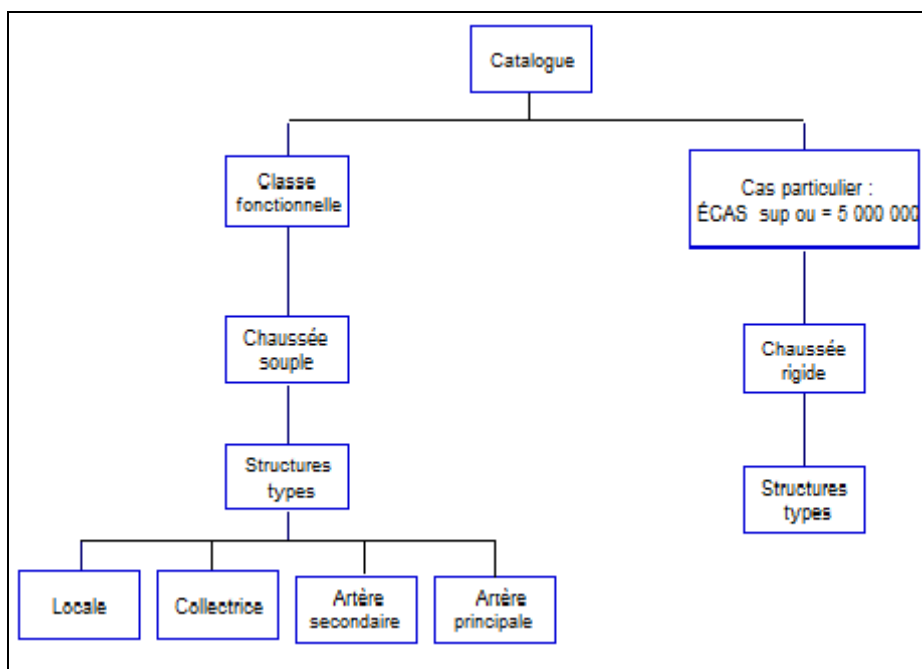 Catalogue
Classe
fonctionnelle
Cas particulier :
ÉCAS sup ou = 5 000 000
Chaussée
souple
Chaussée
rigide
Structures
types
Structures
types
Locale
Collectrice
Artère
secondaire
Artère
principale